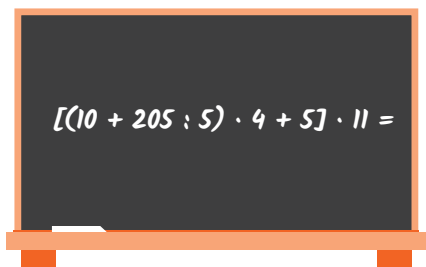 [(10 + 205 : 5) · 4 + 5] · 11 =